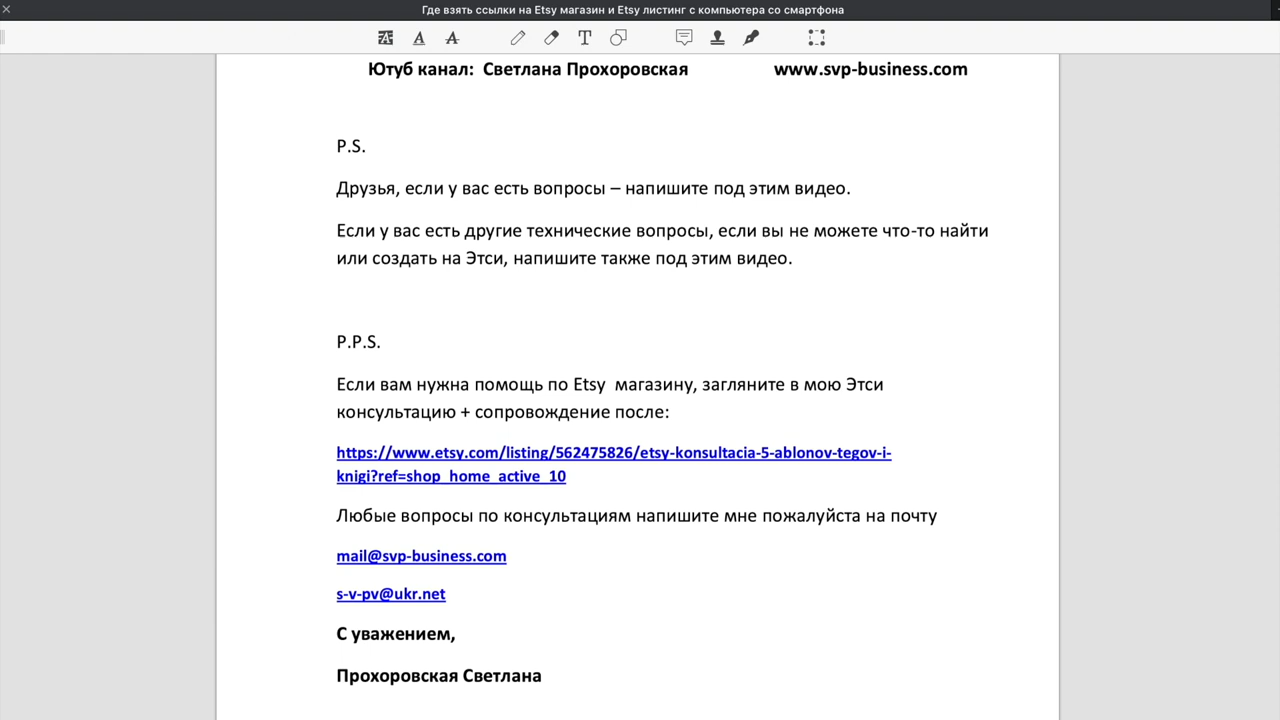 Где взять ссылки на Etsy магазин и Etsy листинг с компьютера со смартфона
Ютуб канал: Светлана Прохоровская www.svp-business.com
P.S.
Друзья, если у вас есть вопросы – напишите под этим видео.
Если у вас есть другие технические вопросы, если вы не можете что-то найти
или создать на Этси, напишите также под этим видео.
P.P.S.
Если вам нужна помощь по Etsy магазину, загляните в мою Этси
консультацию + сопровождение после:
https://www.etsy.com/listing/562475826/etsy-konsultacia-5-ablonov-tegov-i-
knigi?ref=shop_home_active_10
Любые вопросы по консультациям напишите мне пожалуйста на почту
mail@svp-business.com
s-v-pv@ukr.net
С уважением,
Прохоровская Светлана